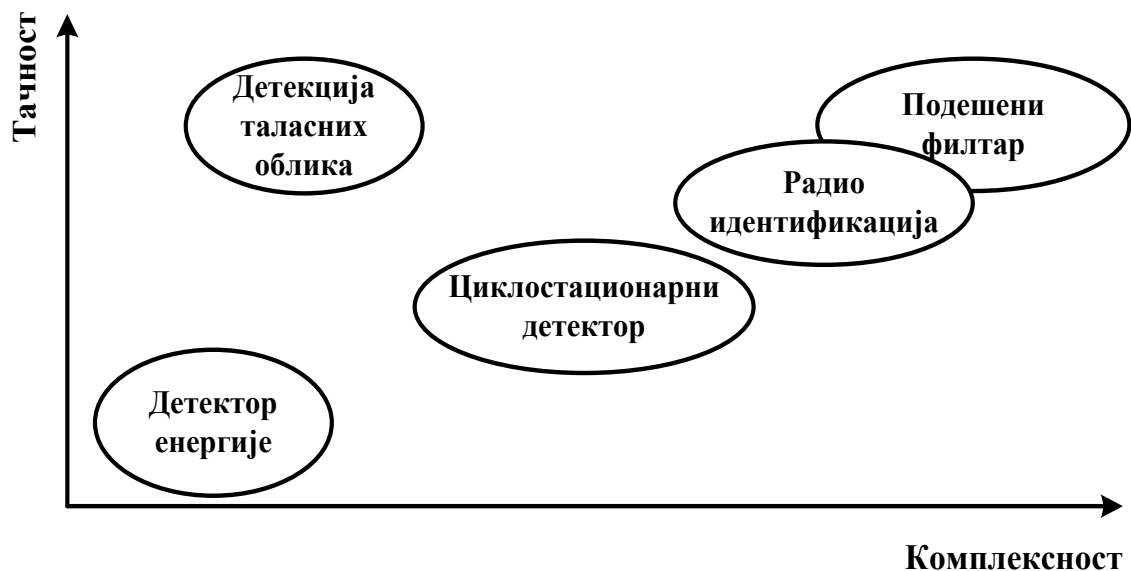 Тачност
Детекција
таласних
облика
Подешени
филтар
Радио
идентификација
Циклостационарни
детектор
Детектор
енергије
Комплексност